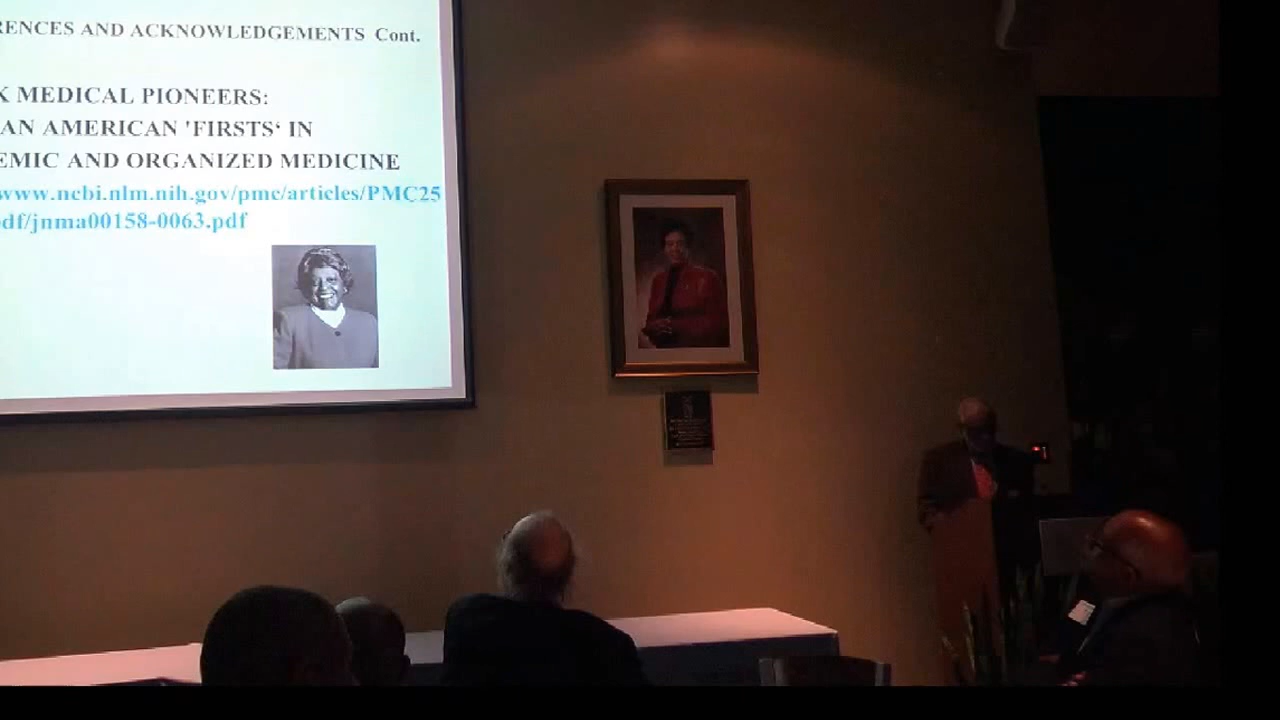 RENCES AND ACKNOWLEDGEMENTS Cont.
K MEDICAL PIONEERS:
AN AMERICAN 'FIRSTS' IN
EMIC AND ORGANIZED MEDICINE
www.ncbi.nlm.nih.gov/pmc/articles/PMC25
df/jnma00158-0063.pdf